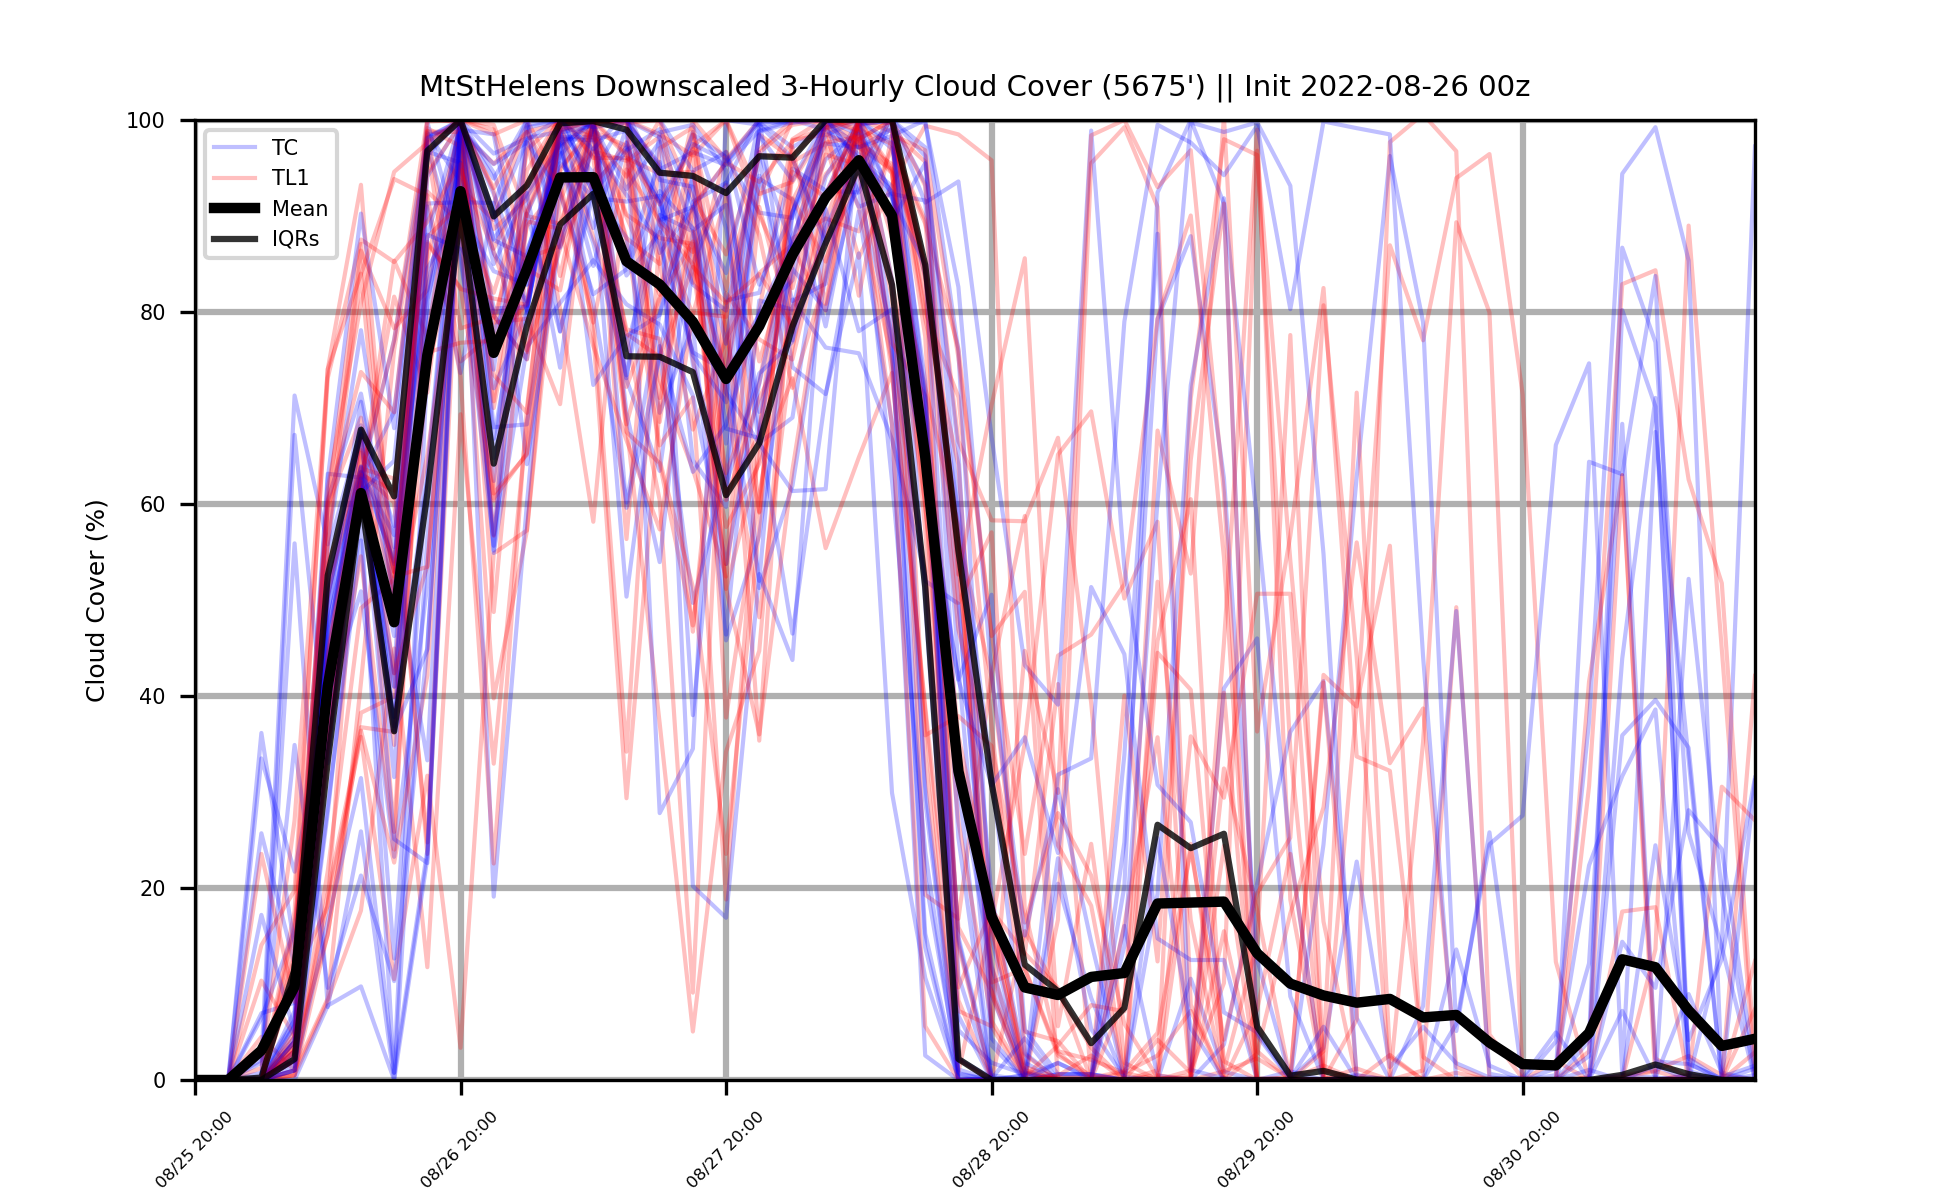 MtStHelens Downscaled 3-Hourly Cloud Cover (5675') || Init 2022-08-26 00z
TC
TL1
Mean
IQRs
Cloud Cover (%)
100
80
60
40
20
0
08/25 20:00
08/26 20:00
08/27 20:00
08/28 20:00
08/29 20:00
08/30 20:00